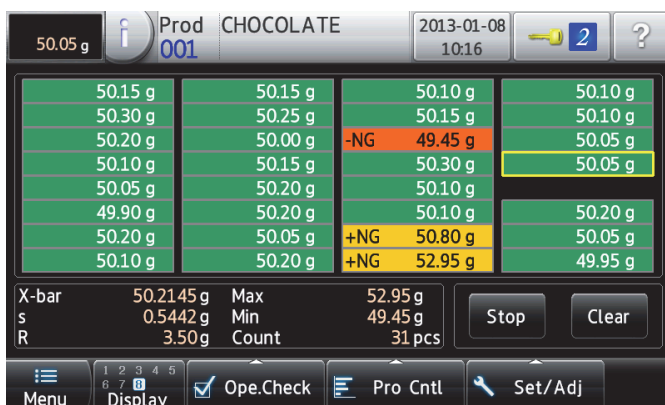 50.05 g
i
Prod
001
CHOCOLATE
2013-01-08
10:16
2
?
50.15 g 50.15 g 50.10 g 50.10 g
50.30 g 50.25 g 50.15 g 50.10 g
50.20 g 50.00 g -NG 49.45 g 50.05 g
50.10 g 50.15 g 50.30 g 50.05 g
50.05 g 50.20 g 50.10 g
49.90 g 50.20 g 50.10 g 50.20 g
50.20 g 50.05 g +NG 50.80 g 50.05 g
50.10 g 50.20 g +NG 52.95 g 49.95 g
X-bar 50.2145 g Max 52.95 g
s 0.5442 g Min 49.45 g
R 3.50 g Count 31 pcs
Stop Clear
Menu
1 2 3 4 5
6 7 8
Display
Ope.Check
Pro Cntl
Set/Adj